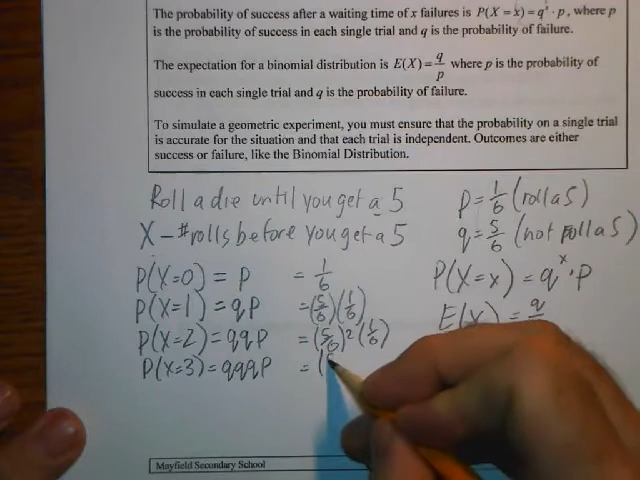 The probability of success after a waiting time of x failures is P(X = x) = qˣ · p, where p
is the probability of success in each single trial and q is the probability of failure.
The expectation for a binomial distribution is E(X) = q/p where p is the probability of
success in each single trial and q is the probability of failure.
To simulate a geometric experiment, you must ensure that the probability on a single trial
is accurate for the situation and that each trial is independent. Outcomes are either
success or failure, like the Binomial Distribution.
Roll a die until you get a 5
X - # rolls before you get a 5
P(X=0) = p = 1/6
P(X=1) = qp = (5/6)(1/6)
P(X=2) = qqp = (5/6)²(1/6)
P(X=3) = qqqp = (
p = 1/6 (roll a 5)
q = 5/6 (not roll a 5)
P(X=x) = qˣ·p
E(X) = q
Mayfield Secondary School